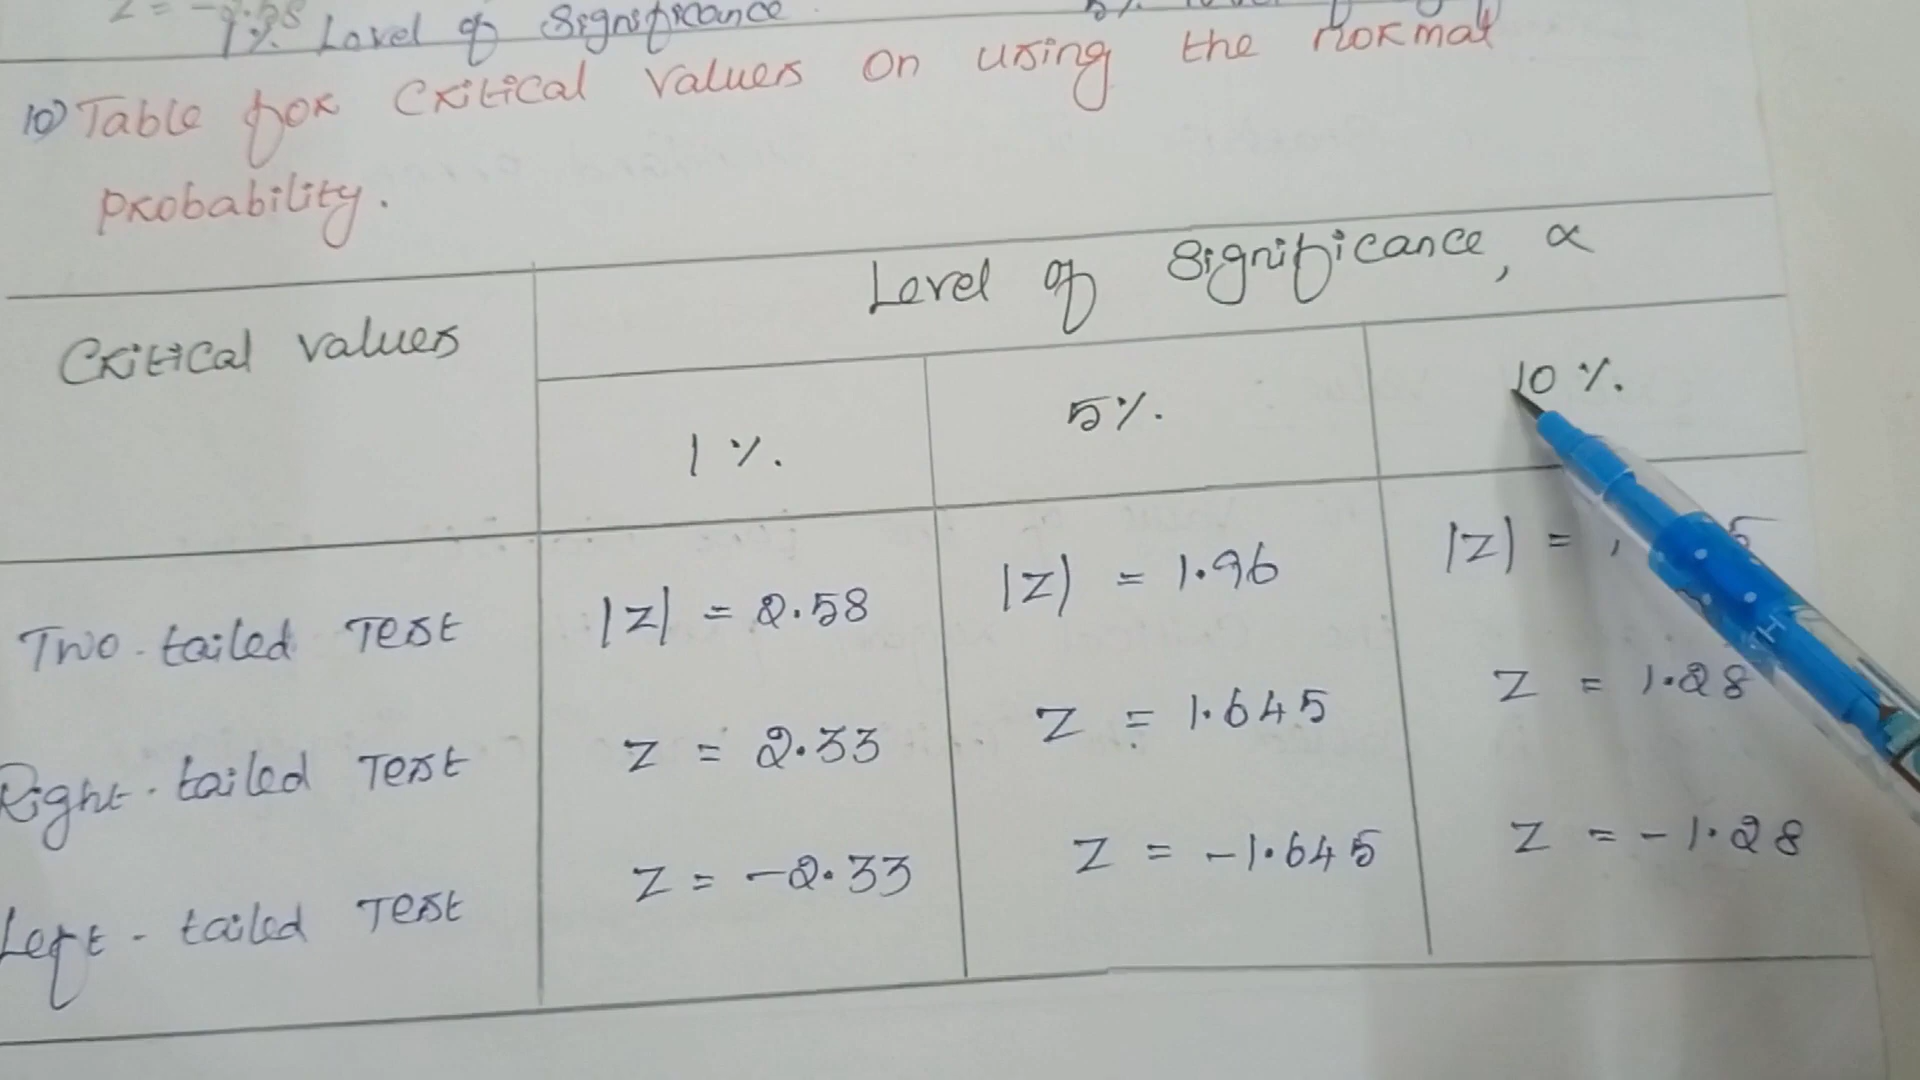 1% Level of Significance
10) Table for Critical Values on using the Normal
probability.
Critical values
Level of Significance, α
1 %.
5%.
10 %.
Two-tailed Test |Z| = 2.58 |Z| = 1.96 |Z| =
Right-tailed Test Z = 2.33 Z = 1.645 Z = 1.28
Left-tailed Test Z = -2.33 Z = -1.645 Z = -1.28